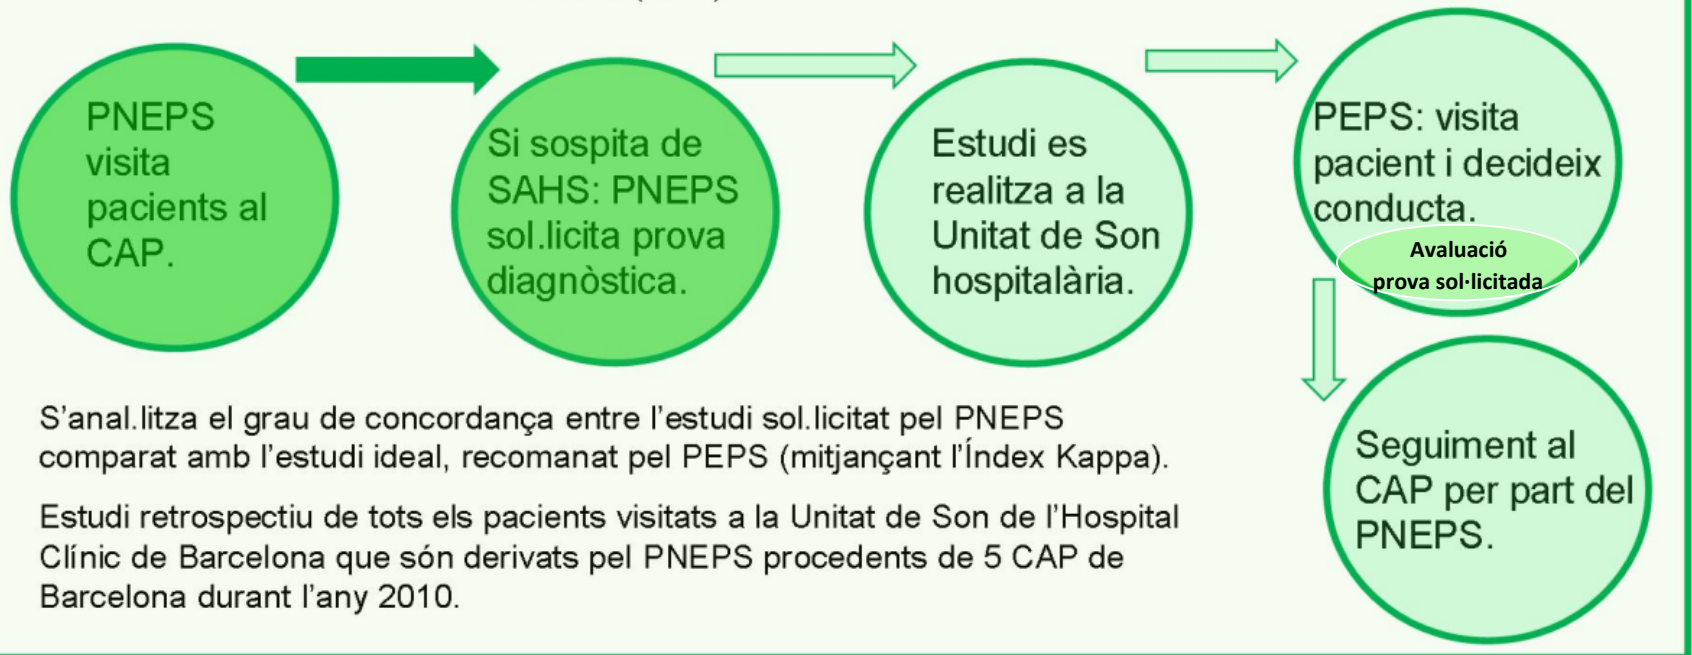 PNEPS
visita
pacients al
CAP.
Si sospita de
SAHS: PNEPS
sol.licita prova
diagnòstica.
Estudi es
realitza a la
Unitat de Son
hospitalària.
PEPS: visita
pacient i decideix
conducta.
Avaluació
prova sol·licitada
Seguiment al
CAP per part del
PNEPS.
S'anal.litza el grau de concordança entre l'estudi sol.licitat pel PNEPS
comparat amb l'estudi ideal, recomanat pel PEPS (mitjançant l'Índex Kappa).
Estudi retrospectiu de tots els pacients visitats a la Unitat de Son de l'Hospital
Clínic de Barcelona que són derivats pel PNEPS procedents de 5 CAP de
Barcelona durant l'any 2010.